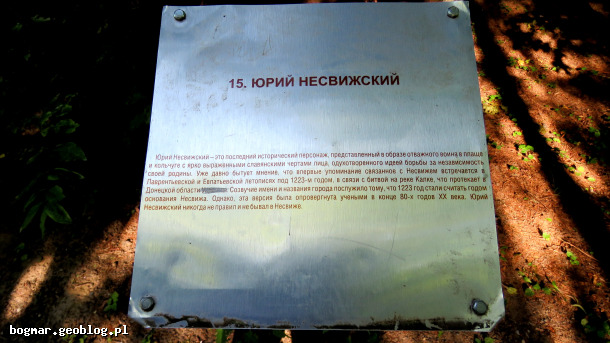 15. ЮРИЙ НЕСВИЖСКИЙ
Юрий Несвижский – это последний исторический персонаж, представленный в образе отважного воина в плаще
и кольчуге с ярко выраженными славянскими чертами лица, одухотворенного идеей борьбы за независимость
своей родины. Уже давно бытует мнение, что впервые упоминание связанное с Несвижем встречается в
Лаврентьевской и Евпатьевской летописях под 1223-м годом, в связи с битвой на реке Калке, что протекает в
Донецкой области. Созвучие имени и названия города послужило тому, что 1223 год стали считать годом
основания Несвижа. Однако, эта версия была опровергнута учеными в конце 80-х годов XX века. Юрий
Несвижский никогда не правил и не бывал в Несвиже.
bogmar.geoblog.pl